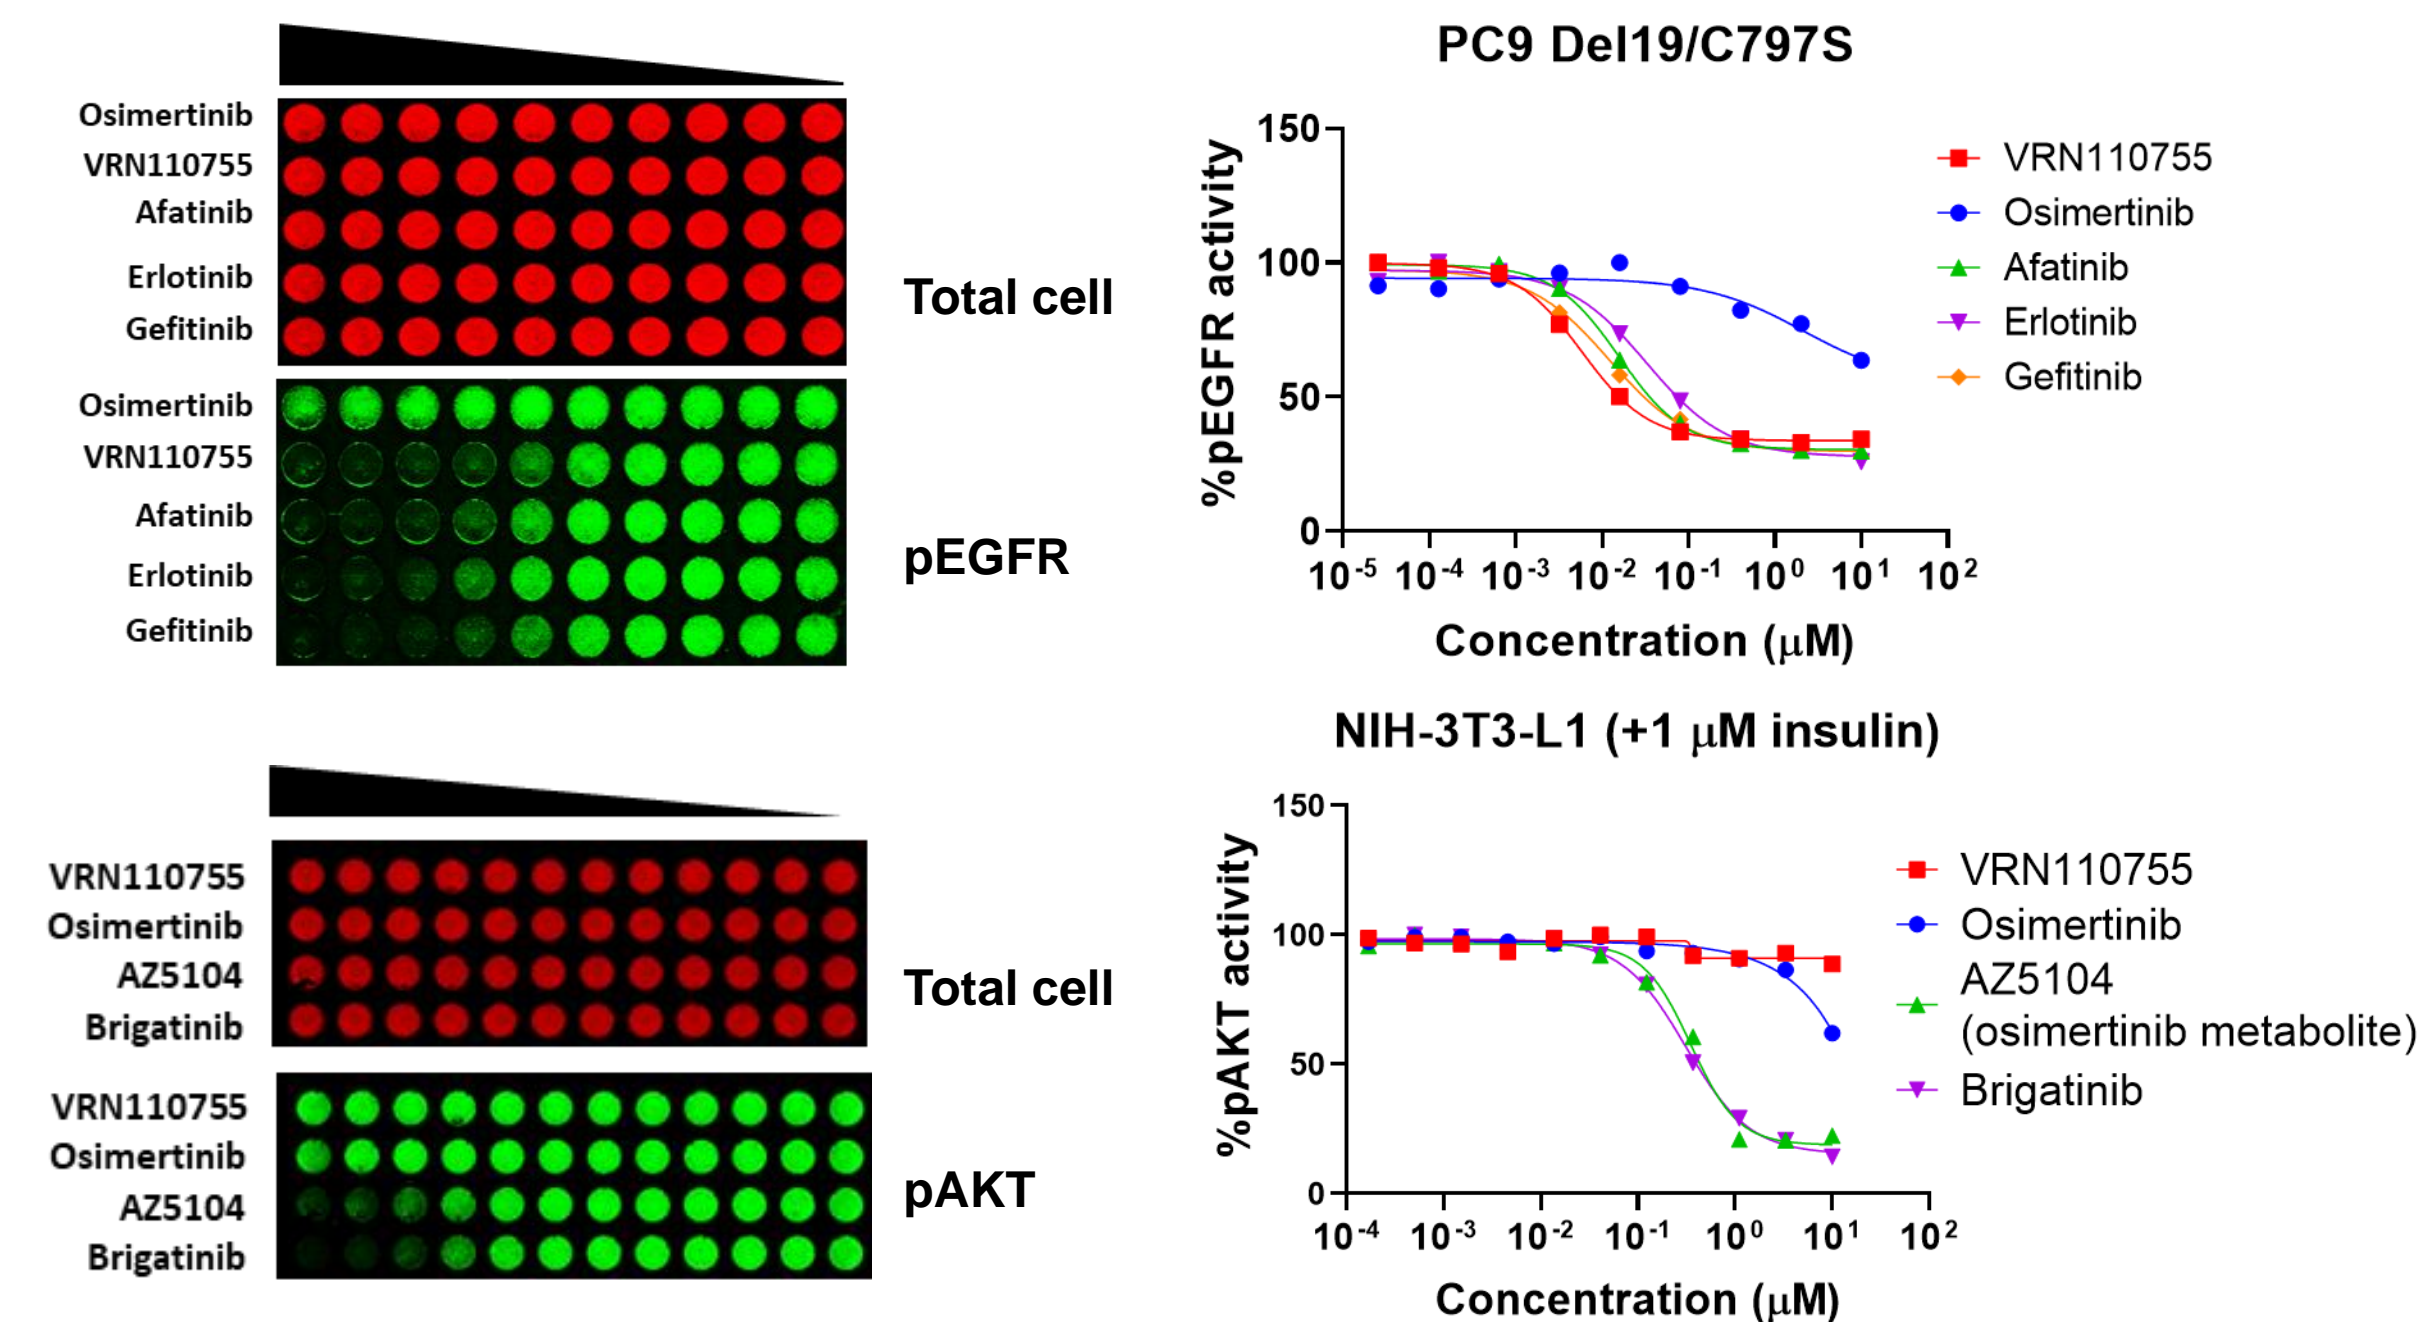 Osimertinib
VRN110755
Afatinib
Erlotinib
Gefitinib
Total cell
Osimertinib
VRN110755
Afatinib
Erlotinib
Gefitinib
pEGFR
PC9 Del19/C797S
%pEGFR activity
150
100
50
0
10-5 10-4 10-3 10-2 10-1 100 101 102
Concentration (μM)
VRN110755
Osimertinib
Afatinib
Erlotinib
Gefitinib
VRN110755
Osimertinib
AZ5104
Brigatinib
Total cell
VRN110755
Osimertinib
AZ5104
Brigatinib
pAKT
NIH-3T3-L1 (+1 μM insulin)
%pAKT activity
150
100
50
0
10-4 10-3 10-2 10-1 100 101 102
Concentration (μM)
VRN110755
Osimertinib
AZ5104
(osimertinib metabolite)
Brigatinib